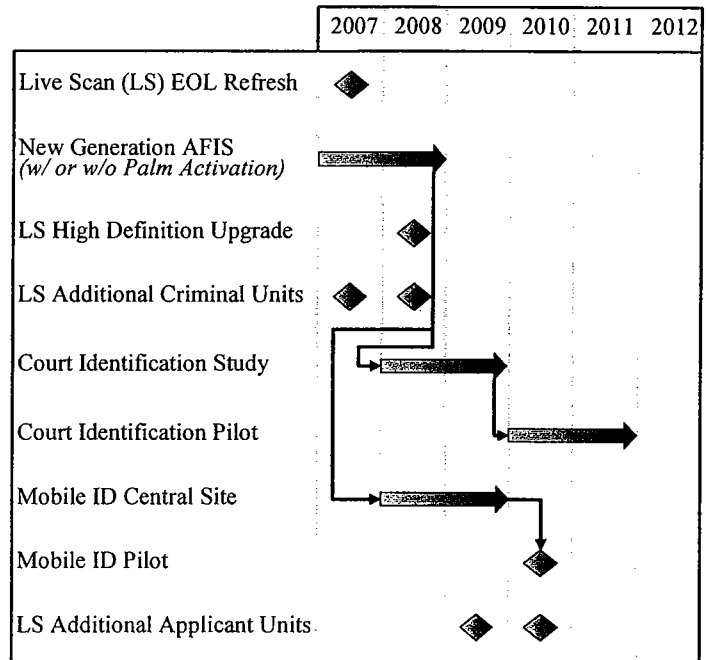 2007 2008 2009 2010 2011 2012
Live Scan (LS) EOL Refresh
New Generation AFIS
(w/ or w/o Palm Activation)
LS High Definition Upgrade
LS Additional Criminal Units
Court Identification Study
Court Identification Pilot
Mobile ID Central Site
Mobile ID Pilot
LS Additional Applicant Units